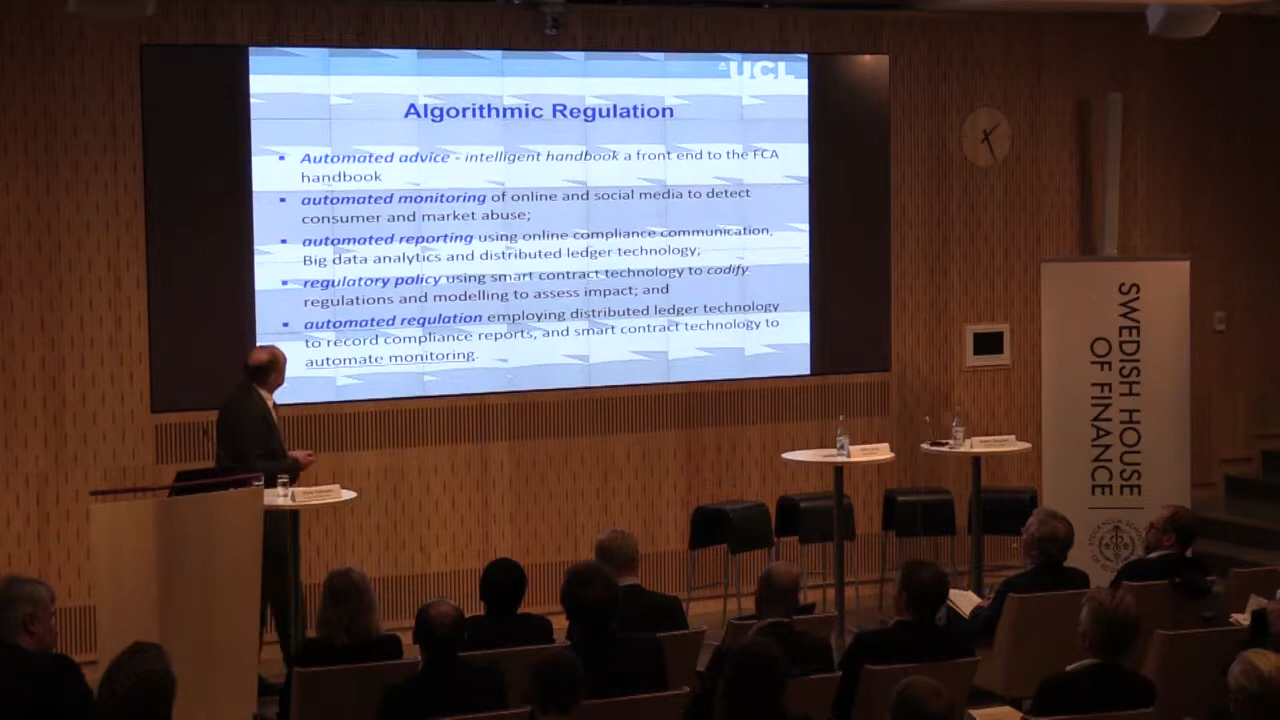 UCL
Algorithmic Regulation
Automated advice - intelligent handbook a front end to the FCA
handbook
automated monitoring of online and social media to detect
consumer and market abuse;
automated reporting using online compliance communication,
Big data analytics and distributed ledger technology;
regulatory policy using smart contract technology to codify
regulations and modelling to assess impact; and
automated regulation employing distributed ledger technology
to record compliance reports, and smart contract technology to
automate monitoring.
SWEDISH HOUSE
OF FINANCE